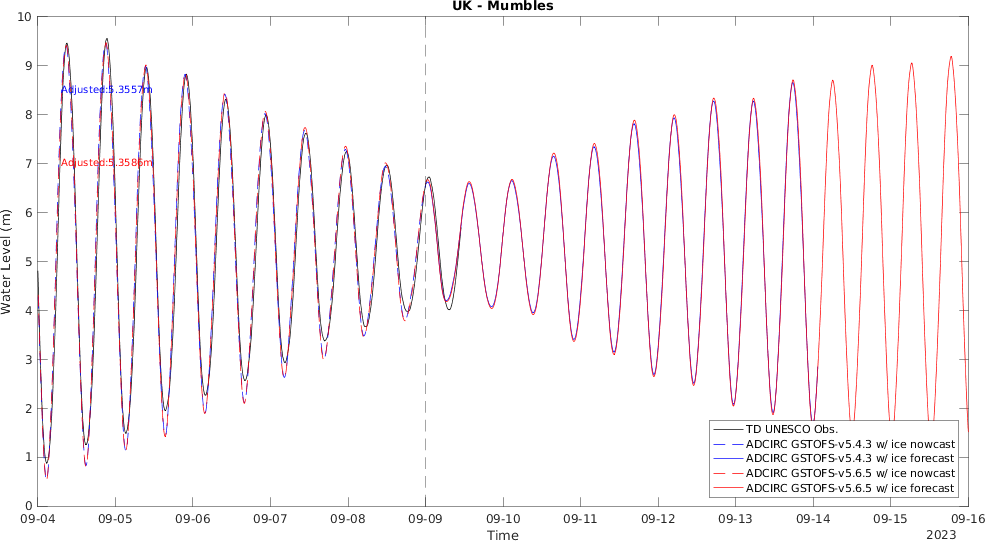 UK - Mumbles
10
9
8
7
6
5
4
3
2
1
0
Water Level (m)
Adjusted:5.3557m
Adjusted:5.3586m
TD UNESCO Obs.
ADCIRC GSTOFS-v5.4.3 w/ ice nowcast
ADCIRC GSTOFS-v5.4.3 w/ ice forecast
ADCIRC GSTOFS-v5.6.5 w/ ice nowcast
ADCIRC GSTOFS-v5.6.5 w/ ice forecast
09-04 09-05 09-06 09-07 09-08 09-09 09-10 09-11 09-12 09-13 09-14 09-15 09-16
Time
2023